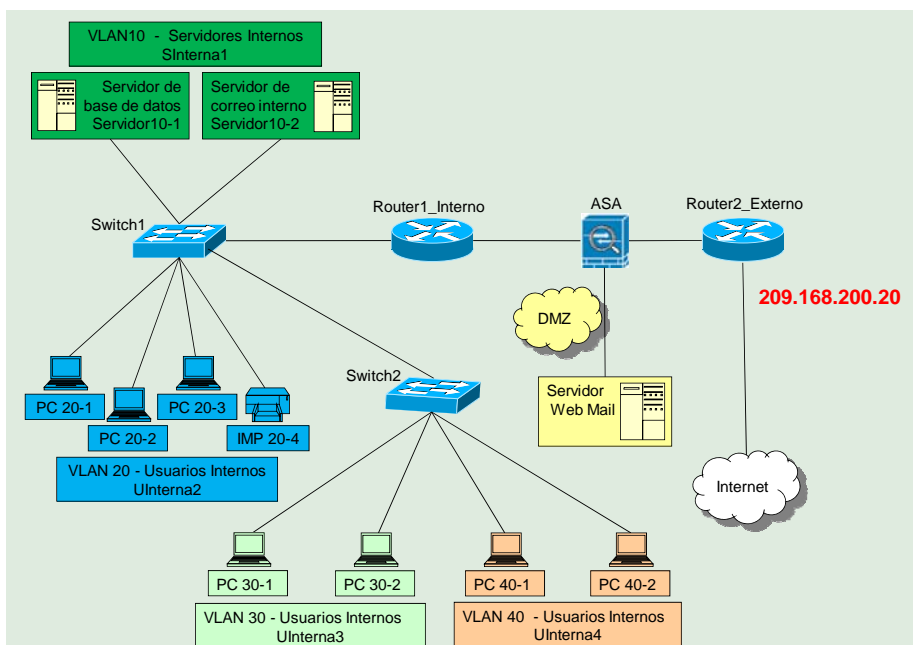 VLAN10 - Servidores Internos
SInterna1
Servidor de
base de datos
Servidor10-1
Servidor de
correo interno
Servidor10-2
Switch1
Router1_Interno
ASA
Router2_Externo
209.168.200.20
DMZ
Servidor
Web Mail
Internet
Switch2
PC 20-1
PC 20-2
PC 20-3
IMP 20-4
VLAN 20 - Usuarios Internos
UInterna2
PC 30-1
PC 30-2
PC 40-1
PC 40-2
VLAN 30 - Usuarios Internos
UInterna3
VLAN 40 - Usuarios Internos
UInterna4